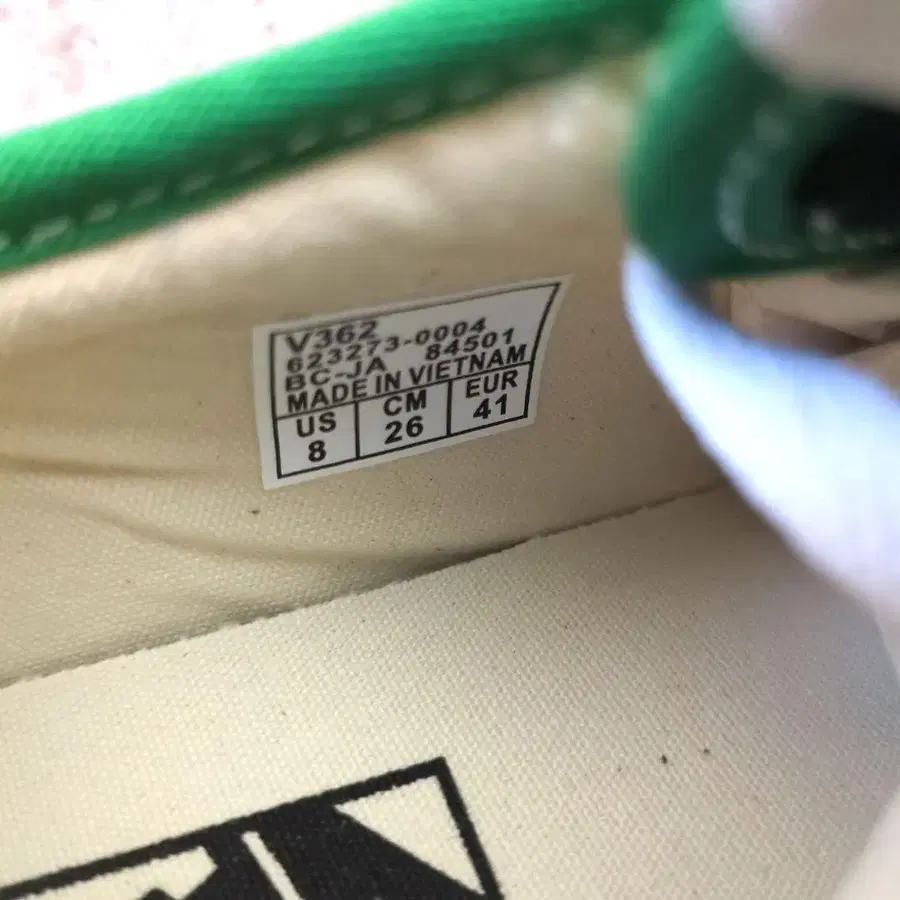 V362
623273-0004
BC-JA 84501
MADE IN VIETNAM
US CM EUR
8 26 41